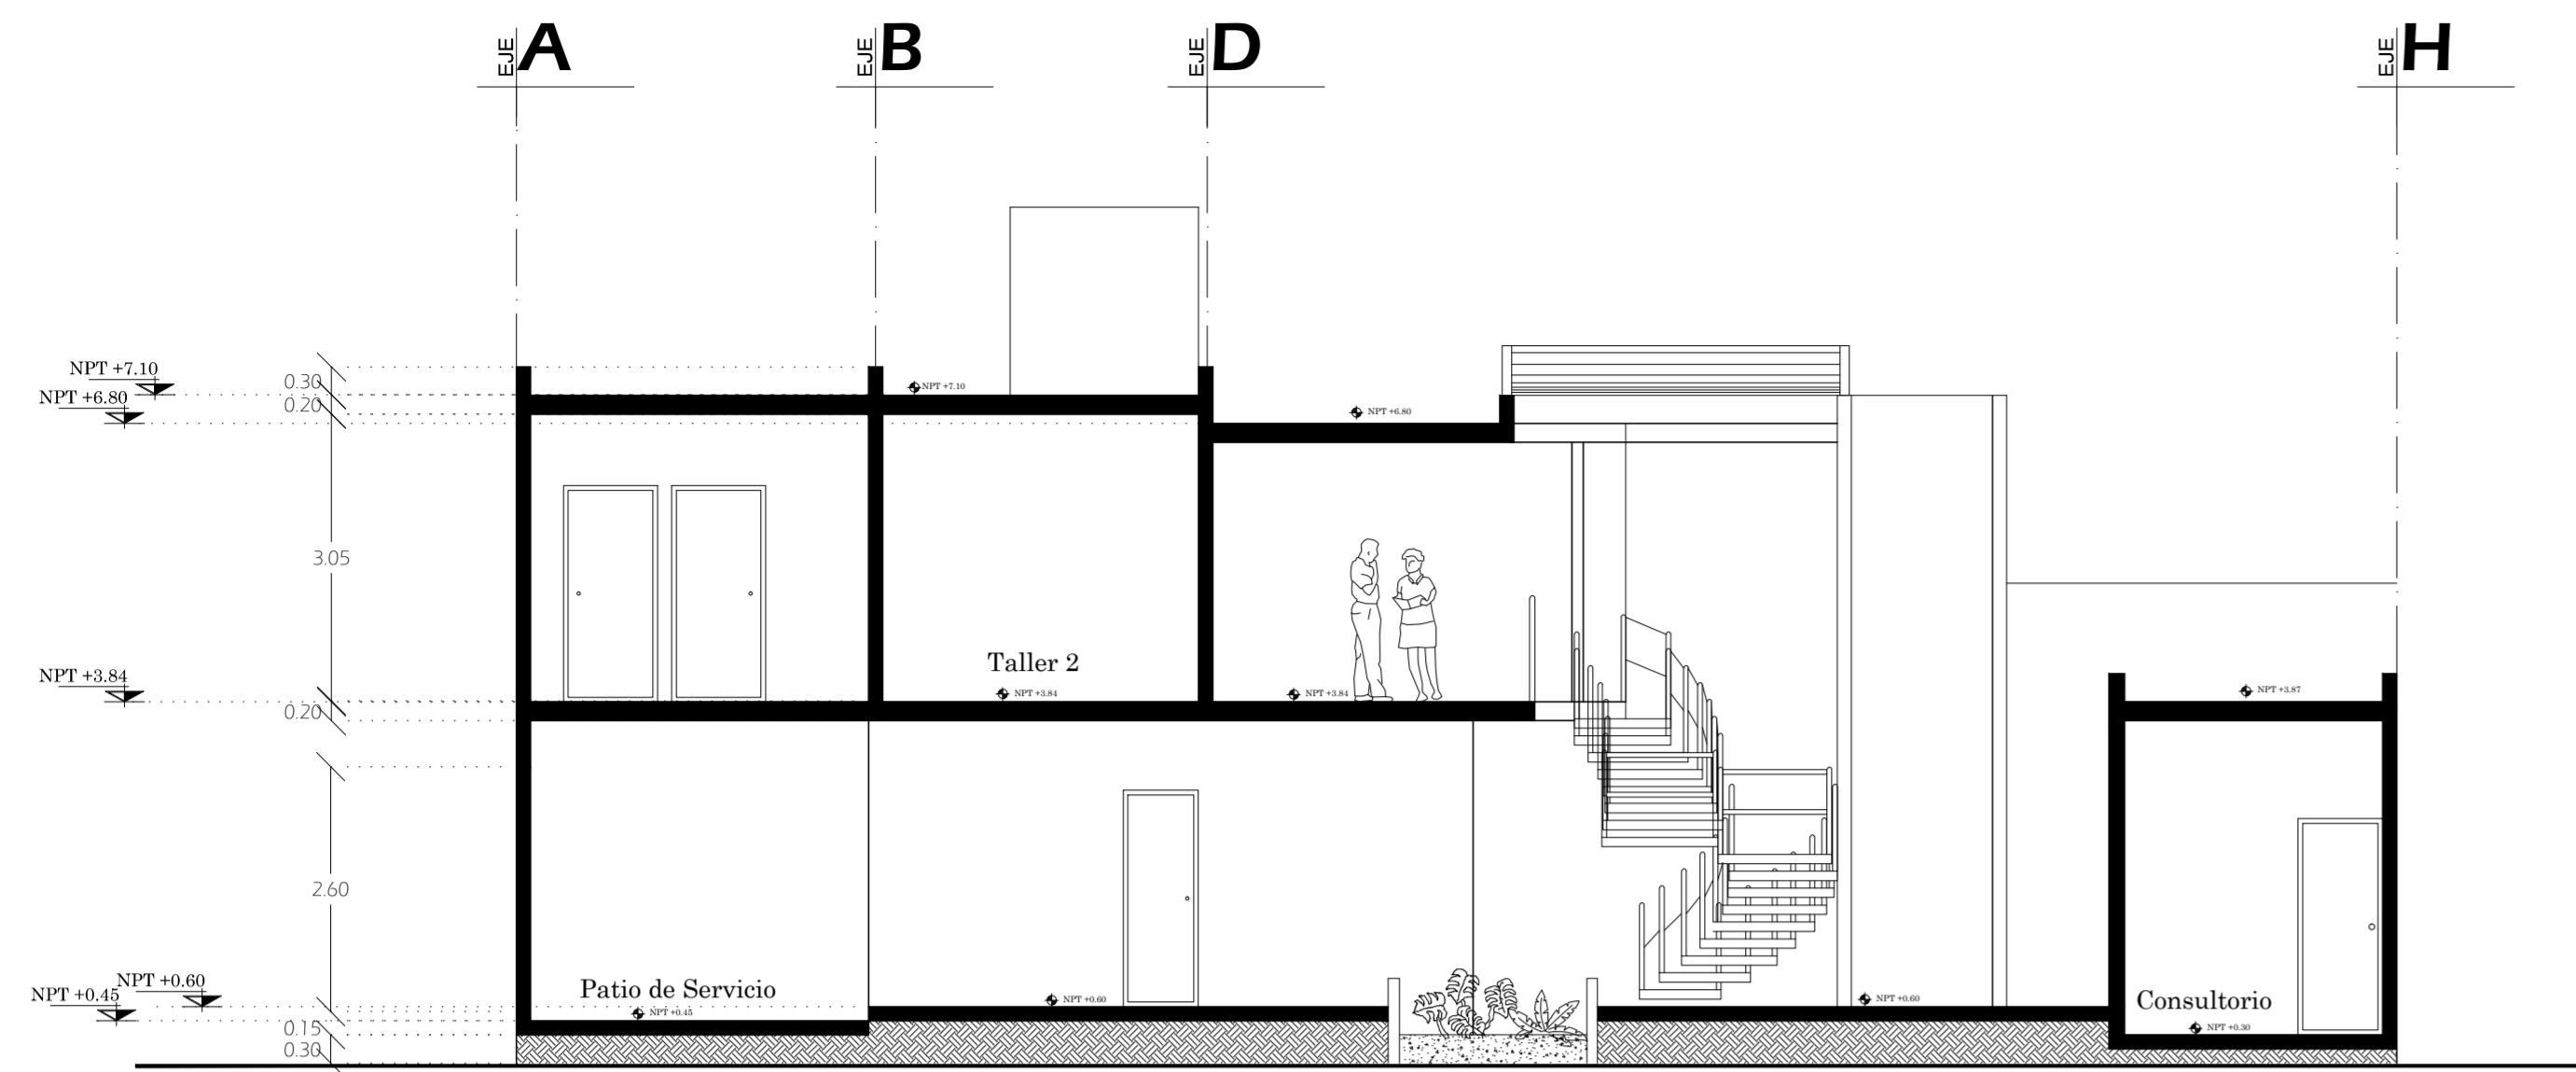 EJE A
EJE B
EJE D
EJE H
NPT +7.10
NPT +6.80
0.30
0.20
NPT +7.10
NPT +6.80
3.05
Taller 2
NPT +3.84
0.20
NPT +3.84
NPT +3.84
NPT +3.87
2.60
NPT +0.60
NPT +0.45
Patio de Servicio
NPT +0.45
NPT +0.60
NPT +0.60
Consultorio
NPT +0.30
0.15
0.30